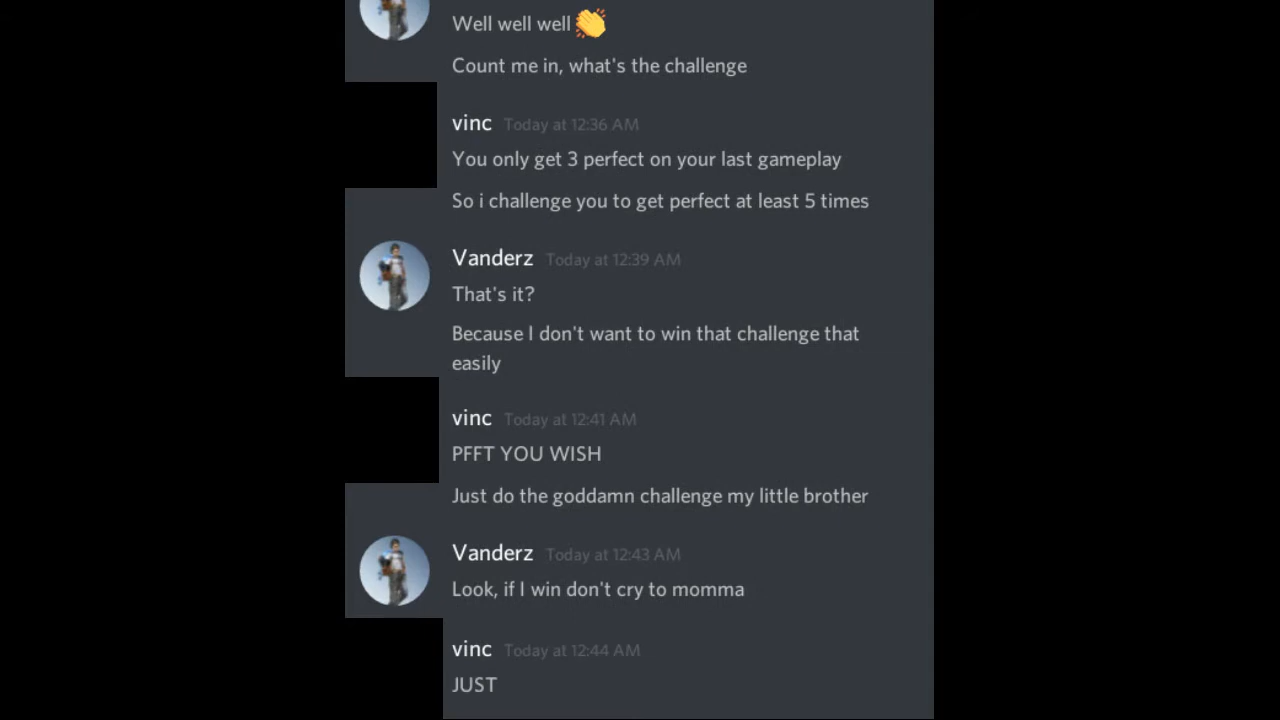 Well well well 👏
Count me in, what's the challenge
vinc Today at 12:36 AM
You only get 3 perfect on your last gameplay
So i challenge you to get perfect at least 5 times
Vanderz Today at 12:39 AM
That's it?
Because I don't want to win that challenge that
easily
vinc Today at 12:41 AM
PFFT YOU WISH
Just do the goddamn challenge my little brother
Vanderz Today at 12:43 AM
Look, if I win don't cry to momma
vinc Today at 12:44 AM
JUST